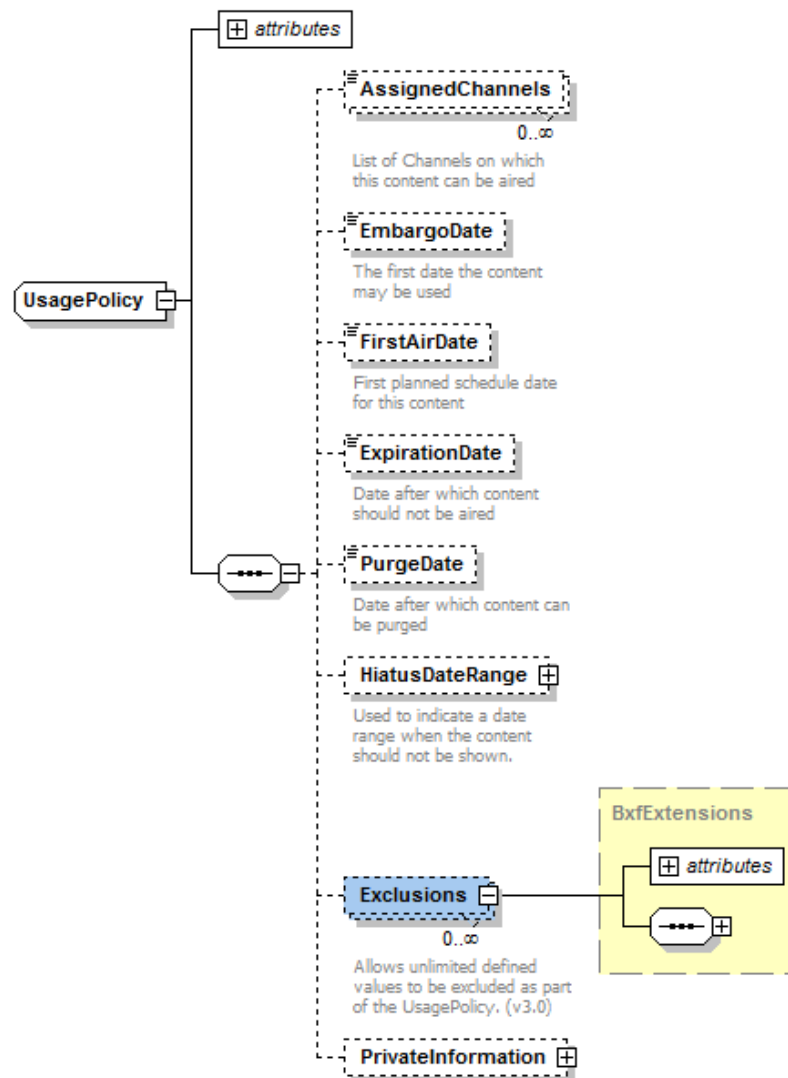 attributes
AssignedChannels
0..∞
List of Channels on which
this content can be aired
EmbargoDate
The first date the content
may be used
UsagePolicy
FirstAirDate
First planned schedule date
for this content
ExpirationDate
Date after which content
should not be aired
PurgeDate
Date after which content can
be purged
HiatusDateRange
Used to indicate a date
range when the content
should not be shown.
BxfExtensions
attributes
Exclusions
0..∞
Allows unlimited defined
values to be excluded as part
of the UsagePolicy. (v3.0)
PrivateInformation